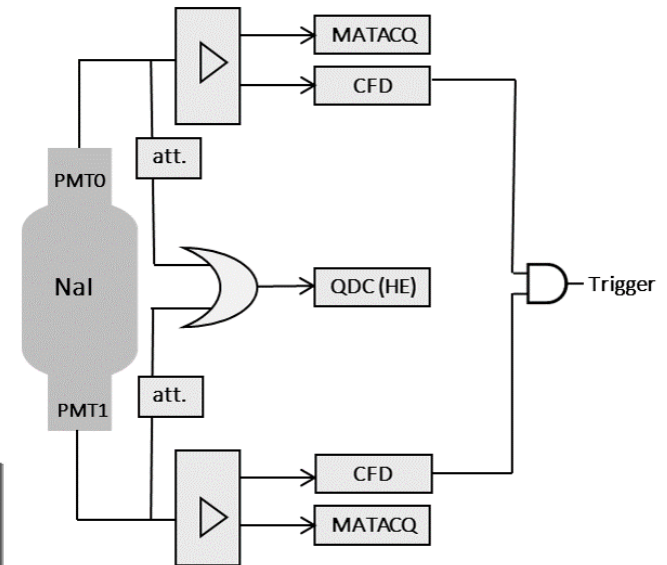 MATACQ
CFD
att.
PMT0
NaI
QDC (HE)
Trigger
att.
PMT1
CFD
MATACQ